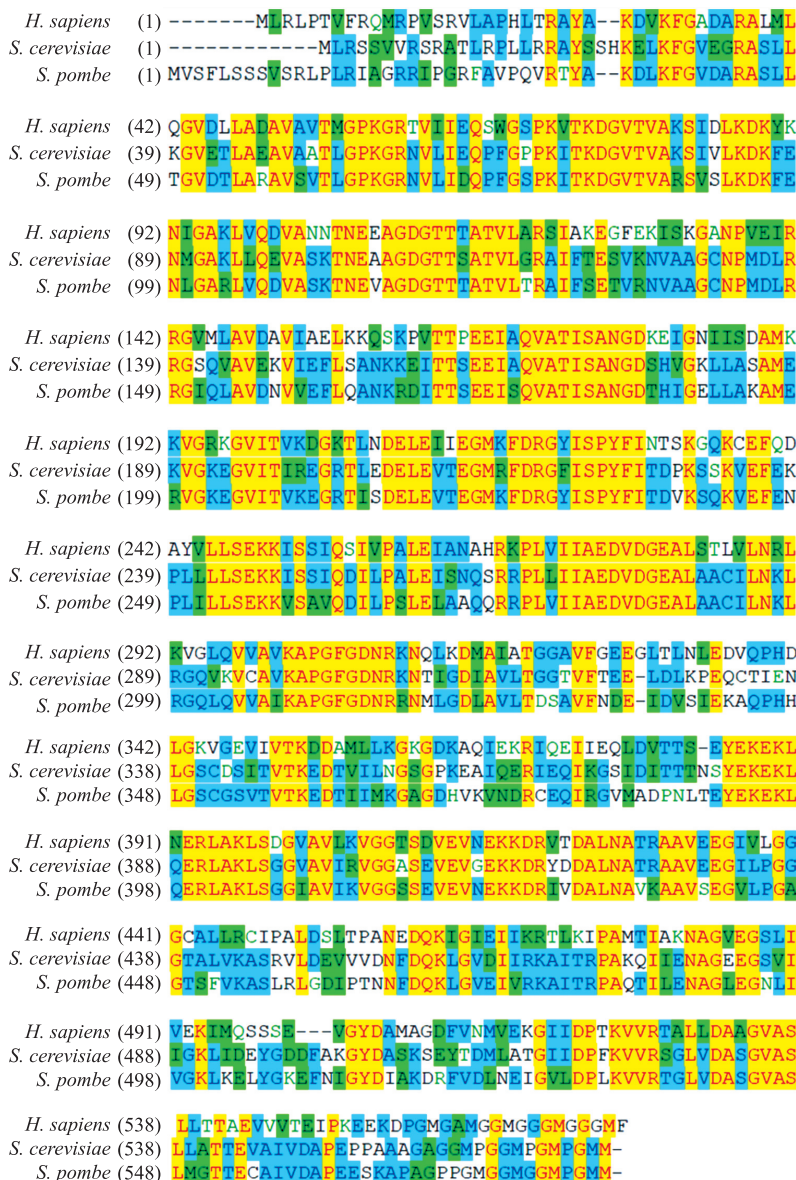 H. sapiens (1) -------MLRLPTVFRQMRPVSRVLAPHLTRAYA--KDVKFGADARALML
S. cerevisiae (1) ------------MLRSSVVRSRATLRPLLRRAYSSHKELKFGVEGRASLL
S. pombe (1) MVSFLSSSVSRLPLRIAGRRIPGRFAVPQVRTYA--KDLKFGVDARASLL
H. sapiens (42) QGVDLLADAVAVTMGPKGRTVIIEQSWGSPKVTKDGVTVAKSIDLKDKYK
S. cerevisiae (39) KGVETLAEAVAATLGPKGRNVLIEQPFGPPKITKDGVTVAKSIVLKDKFE
S. pombe (49) TGVDTLARAVSVTLGPKGRNVLIDQPFGSPKITKDGVTVARSVSLKDKFE
H. sapiens (92) NIGAKLVQDVANNTNEEAGDGTTTATVLARSIAKEGFEKISKGANPVEIR
S. cerevisiae (89) NMGAKLLQEVASKTNEAAGDGTTSATVLGRAIFTESVKNVAAGCNPMDLR
S. pombe (99) NLGARLVQDVASKTNEVAGDGTTTATVLTRAIFSETVRNVAAGCNPMDLR
H. sapiens (142) RGVMLAVDAVIAELKKQSKPVTTPEEIAQVATISANGDKEIGNIISDAMK
S. cerevisiae (139) RGSQVAVEKVIEFLSANKKEITTSEEIAQVATISANGDSHVGKLLASAME
S. pombe (149) RGIQLAVDNVVEFLQANKRDITTSEEISQVATISANGDTHIGELLAKAME
H. sapiens (192) KVGRKGVITVKDGKTLNDELEIIEGMKFDRGYISPYFINTSKGQKCEFQD
S. cerevisiae (189) KVGKEGVITIREGRTLEDELEVTEGMRFDRGFISPYFITDPKSSKVEFEK
S. pombe (199) RVGKEGVITVKEGRTISDELEVTEGMKFDRGYISPYFITDVKSQKVEFEN
H. sapiens (242) AYVLLSEKKISSIQSIVPALEIANAHRKPLVIIAEDVDGEALSTLVLNRL
S. cerevisiae (239) PLLLLSEKKISSIQDILPALEISNQSRRPLLIIAEDVDGEALAACILNKL
S. pombe (249) PLILLSEKKVSAVQDILPSLELAAQQRRPLVIIAEDVDGEALAACILNKL
H. sapiens (292) KVGLQVVAVKAPGFGDNRKNQLKDMAIATGGAVFGEEGLTLNLEDVQPHD
S. cerevisiae (289) RGQVKVCAVKAPGFGDNRKNTIGDIAVLTGGTVFTEE-LDLKPEQCTIEN
S. pombe (299) RGQLQVVAIKAPGFGDNRRNMLGDLAVLTDSAVFNDE-IDVSIEKAQPHH
H. sapiens (342) LGKVGEVIVTKDDAMLLKGKGDKAQIEKRIQEIIEQLDVTTS-EYEKEKL
S. cerevisiae (338) LGSCDSITVTKEDTVILNGSGPKEAIQERIEQIKGSIDITTTNSYEKEKL
S. pombe (348) LGSCGSVTVTKEDTIIMKGAGDHVKVNDRCEQIRGVMADPNLTEYEKEKL
H. sapiens (391) NERLAKLSDGVAVLKVGGTSDVEVNEKKDRVTDALNATRAAVEEGIVLGG
S. cerevisiae (388) QERLAKLSGGVAVIRVGGASEVEVGEKKDRYDDALNATRAAVEEGILPGG
S. pombe (398) QERLAKLSGGIAVIKVGGSSEVEVNEKKDRIVDALNAVKAAVSEGVLPGA
H. sapiens (441) GCALLRCIPALDSLTPANEDQKIGIEIIKRTLKIPAMTIAKNAGVEGSLI
S. cerevisiae (438) GTALVKASRVLDEVVVDNFDQKLGVDIIRKAITRPAKQIIENAGEEGSVI
S. pombe (448) GTSFVKASLRLGDIPTNNFDQKLGVEIVRKAITRPAQTILENAGLEGNLI
H. sapiens (491) VEKIMQSSSE---VGYDAMAGDFVNMVEKGIIDPTKVVRTALLDAAGVAS
S. cerevisiae (488) IGKLIDEYGDDFAKGYDASKSEYTDMLATGIIDPFKVVRSGLVDASGVAS
S. pombe (498) VGKLKELYGKEFNIGYDIAKDRFVDLNEIGVLDPLKVVRTGLVDASGVAS
H. sapiens (538) LLTTAEVVVTEIPKEEKDPGMGAMGGMGGGMGGGMF
S. cerevisiae (538) LLATTEVAIVDAPEPPAAAGAGGMPGGMPGMPGMM-
S. pombe (548) LMGTTECAIVDAPEESKAPAGPPGMGGMGGMPGMM-